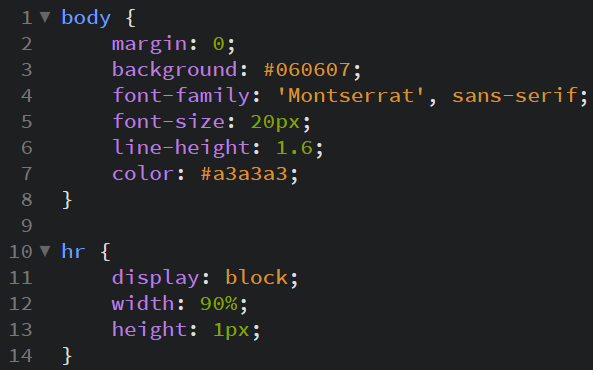 1 ▼ body {
2     margin: 0;
3     background: #060607;
4     font-family: 'Montserrat', sans-serif;
5     font-size: 20px;
6     line-height: 1.6;
7     color: #a3a3a3;
8 }
9
10 ▼ hr {
11     display: block;
12     width: 90%;
13     height: 1px;
14 }